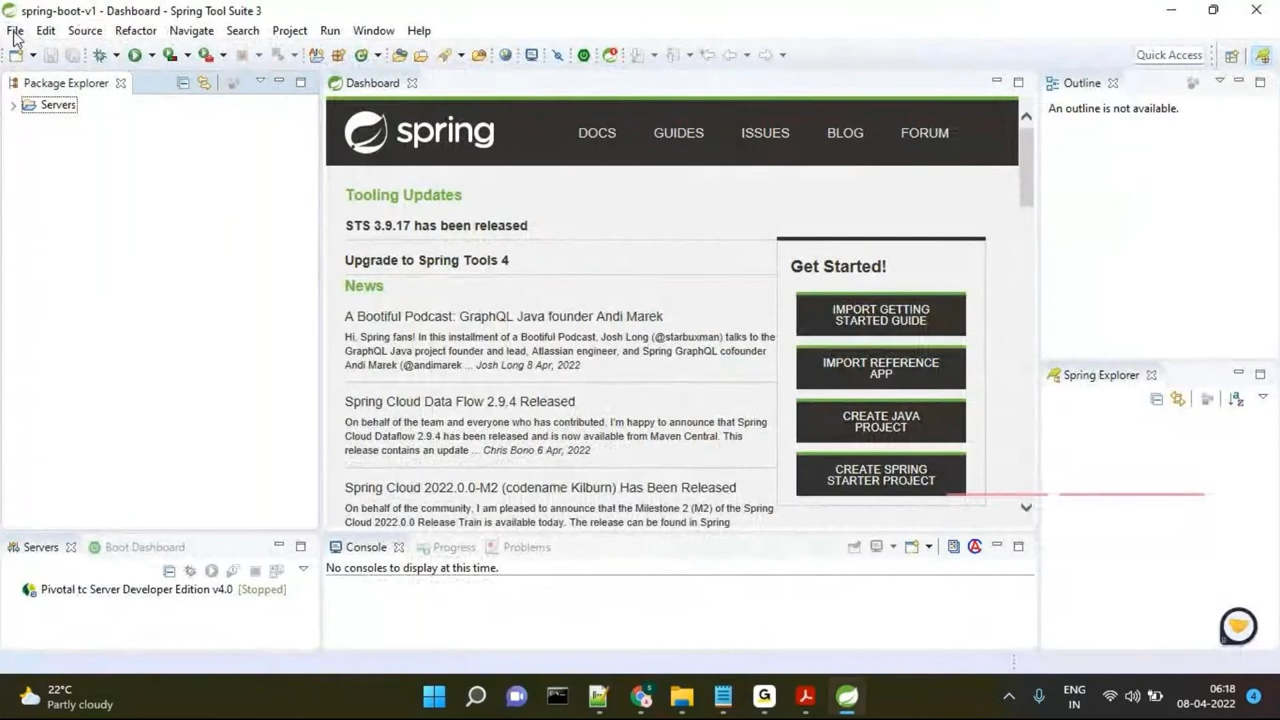 spring-boot-v1 - Dashboard - Spring Tool Suite 3
File Edit Source Refactor Navigate Search Project Run Window Help
Quick Access
Package Explorer
Servers
Dashboard
spring
DOCS GUIDES ISSUES BLOG FORUM
Tooling Updates
STS 3.9.17 has been released
Upgrade to Spring Tools 4
News
A Bootiful Podcast: GraphQL Java founder Andi Marek
Hi, Spring fans! In this installment of a Bootiful Podcast, Josh Long (@starbuxman) talks to the
GraphQL Java project founder and lead, Atlassian engineer, and Spring GraphQL cofounder
Andi Marek (@andimarek ... Josh Long 8 Apr, 2022
Spring Cloud Data Flow 2.9.4 Released
On behalf of the team and everyone who has contributed, I'm happy to announce that Spring
Cloud Dataflow 2.9.4 has been released and is now available from Maven Central. This
release contains an update ... Chris Bono 6 Apr, 2022
Spring Cloud 2022.0.0-M2 (codename Kilburn) Has Been Released
On behalf of the community, I am pleased to announce that the Milestone 2 (M2) of the Spring
Cloud 2022.0.0 Release Train is available today. The release can be found in Spring
Get Started!
IMPORT GETTING
STARTED GUIDE
IMPORT REFERENCE
APP
CREATE JAVA
PROJECT
CREATE SPRING
STARTER PROJECT
Outline
An outline is not available.
Spring Explorer
Servers Boot Dashboard
Pivotal tc Server Developer Edition v4.0 [Stopped]
Console Progress Problems
No consoles to display at this time.
22°C
Partly cloudy
ENG
IN
06:18
08-04-2022
4